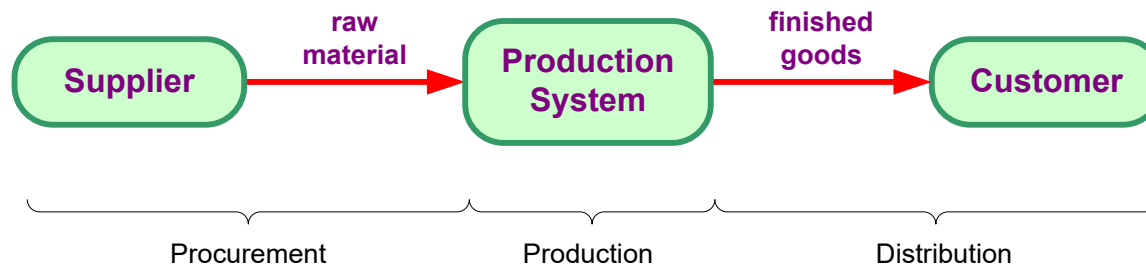 raw
material
finished
goods
Supplier
Production
System
Customer
Procurement
Production
Distribution